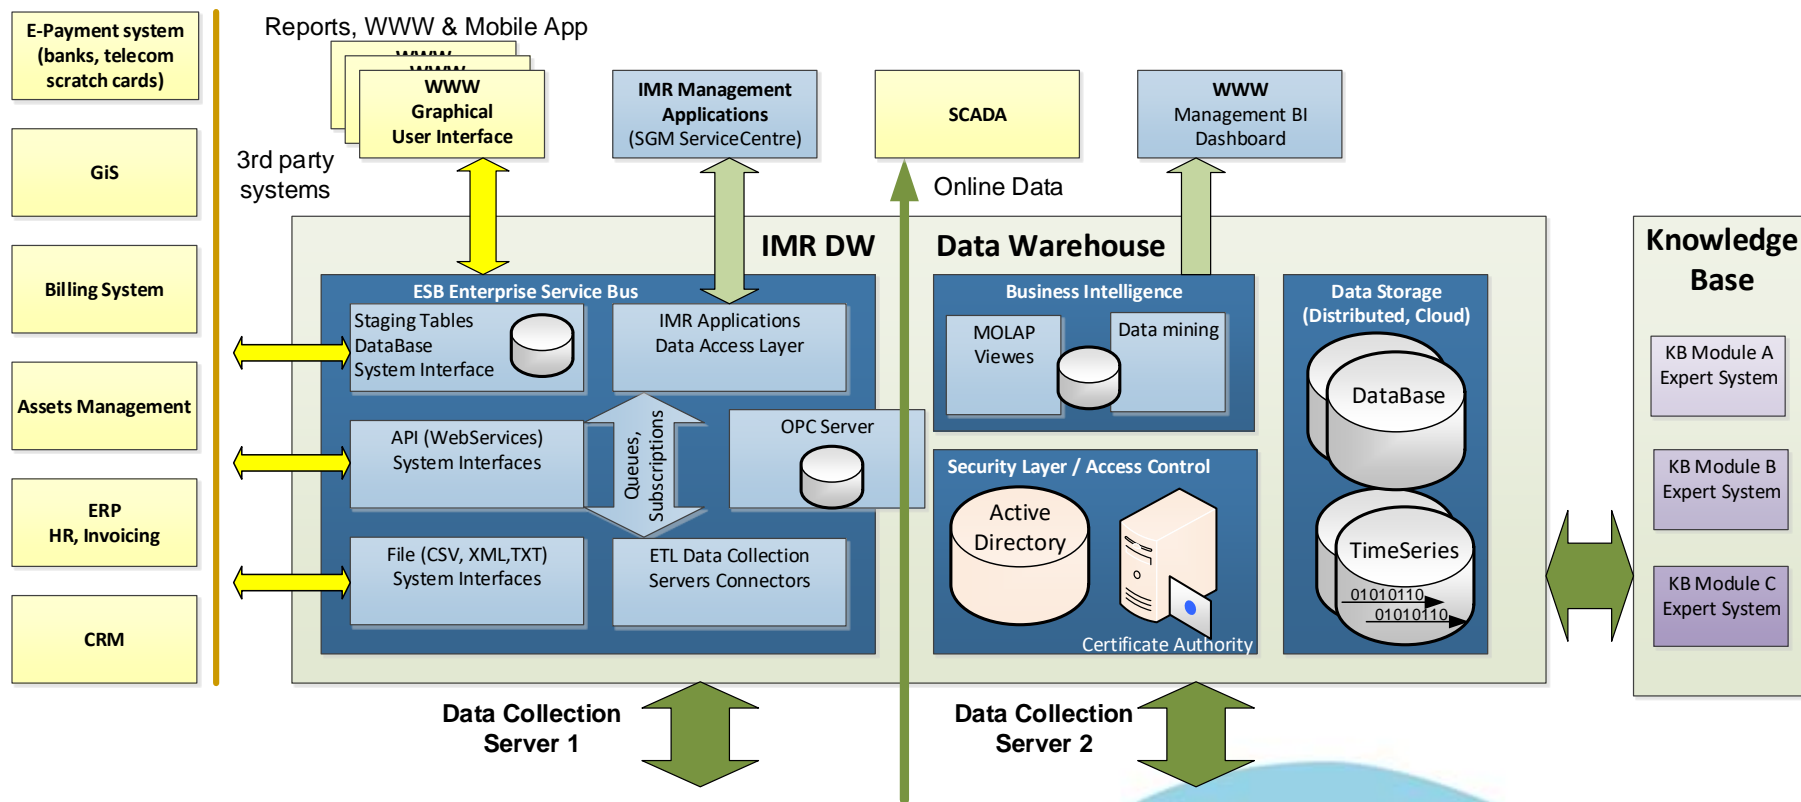 E-Payment system
(banks, telecom
scratch cards)
GiS
Billing System
Assets Management
ERP
HR, Invoicing
CRM
3rd party
systems
Reports, WWW & Mobile App
WWW
WWW
WWW
Graphical
User Interface
IMR Management
Applications
(SGM ServiceCentre)
SCADA
WWW
Management BI
Dashboard
Online Data
IMR DW Data Warehouse
ESB Enterprise Service Bus
Staging Tables
DataBase
System Interface
IMR Applications
Data Access Layer
API (WebServices)
System Interfaces
Queues,
Subscriptions
OPC Server
File (CSV, XML,TXT)
System Interfaces
ETL Data Collection
Servers Connectors
Business Intelligence
MOLAP
Viewes
Data mining
Security Layer / Access Control
Active
Directory
Certificate Authority
Data Storage
(Distributed, Cloud)
DataBase
TimeSeries
01010110
01010110
Knowledge
Base
KB Module A
Expert System
KB Module B
Expert System
KB Module C
Expert System
Data Collection
Server 1
Data Collection
Server 2